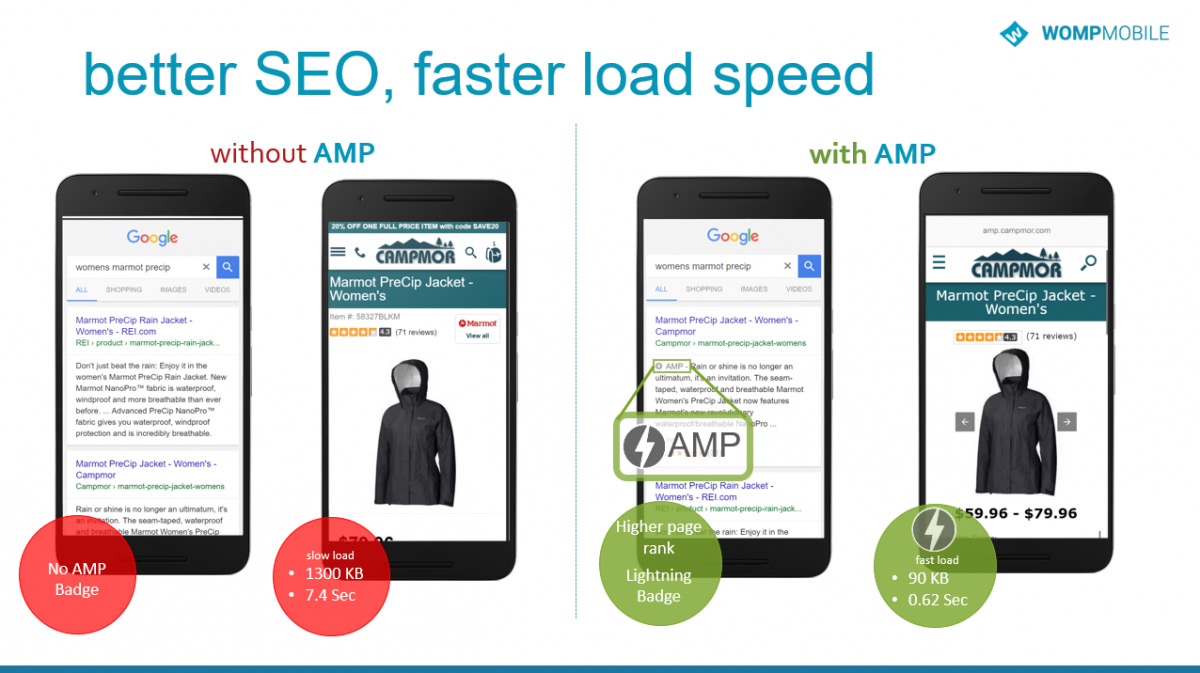 WOMPMOBILE
better SEO, faster load speed
without AMP
Google
womens marmot precip
ALL SHOPPING IMAGES VIDEOS
Marmot PreCip Rain Jacket -
Women's - REI.com
REI › product › marmot-precip-rain-jack...
Don't just beat the rain: Enjoy it in the
women's Marmot PreCip Rain Jacket. New
Marmot NanoPro™ fabric is waterproof,
windproof and more breathable than ever
before. ... Advanced PreCip NanoPro™
fabric gives you waterproof, windproof
protection and is incredibly breathable.
Marmot PreCip Jacket - Women's -
Campmor
Campmor › marmot-precip-jacket-womens
Rain or shine is no longer an ultimatum, it's
an invitation. The seam-taped, waterproof
and breathable Marmot Women's PreCip
No AMP
Badge
20% OFF ONE FULL PRICE ITEM with code SAVE20
CAMPMOR
1
Marmot PreCip Jacket -
Women's
Item #: 58327BLKM
4.3 (71 reviews)
Marmot
View all
$79.96
slow load
• 1300 KB
• 7.4 Sec
with AMP
Google
womens marmot precip
ALL SHOPPING IMAGES VIDEOS
Marmot PreCip Jacket - Women's -
Campmor
Campmor › marmot-precip-jacket-womens
AMP - Rain or shine is no longer an
ultimatum, it's an invitation. The seam-
taped, waterproof and breathable Marmot
Women's PreCip Jacket now features
Marmot's new revolutionary
waterproof/breathable NanoPro ...
AMP
Marmot PreCip Rain Jacket -
Women's - REI.com
REI › product › marmot-precip-rain-jack...
the rain: Enjoy it in the
Marmot PreCip Rain Jacket. New
Higher page
rank
Lightning
Badge
amp.campmor.com
CAMPMOR
Marmot PreCip Jacket -
Women's
4.3 (71 reviews)
$59.96 - $79.96
fast load
• 90 KB
• 0.62 Sec